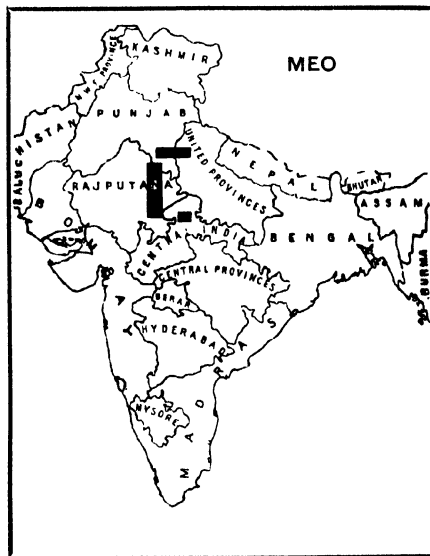 MEO
KASHMIR
N.W.F. PROVINCE
PUNJAB
BALUCHISTAN
UNITED PROVINCES
NEPAL
BHUTAN
RAJPUTANA
ASSAM
BENGAL
CENTRAL INDIA
CENTRAL PROVINCES
BERAR
BOMBAY
HYDERABAD
BURMA
MYSORE
MADRAS